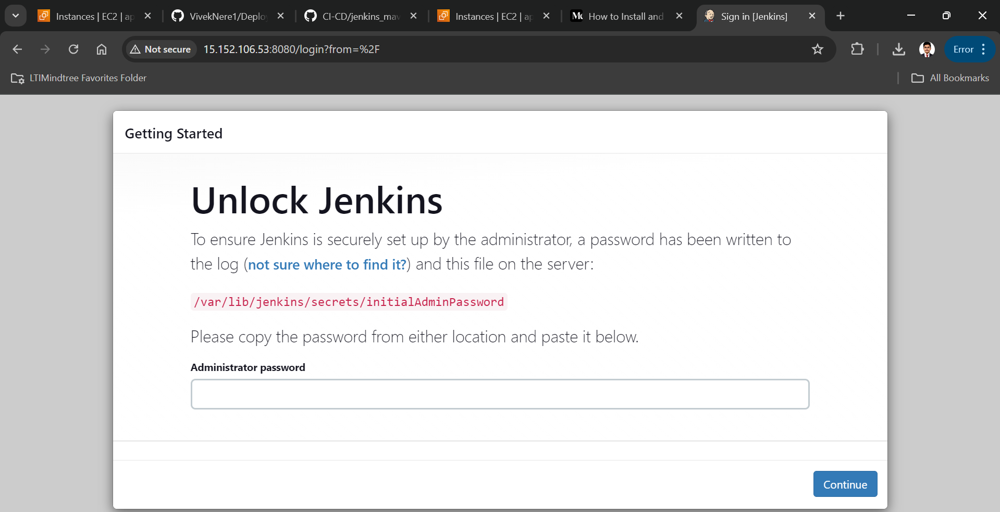 Instances | EC2 | ap
VivekNere1/Deploy
CI-CD/jenkins_mav
Instances | EC2 | ap
How to Install and
Sign in [Jenkins]
Not secure
15.152.106.53:8080/login?from=%2F
Error
LTIMindtree Favorites Folder
All Bookmarks
Getting Started
Unlock Jenkins
To ensure Jenkins is securely set up by the administrator, a password has been written to
the log (not sure where to find it?) and this file on the server:
/var/lib/jenkins/secrets/initialAdminPassword
Please copy the password from either location and paste it below.
Administrator password
Continue